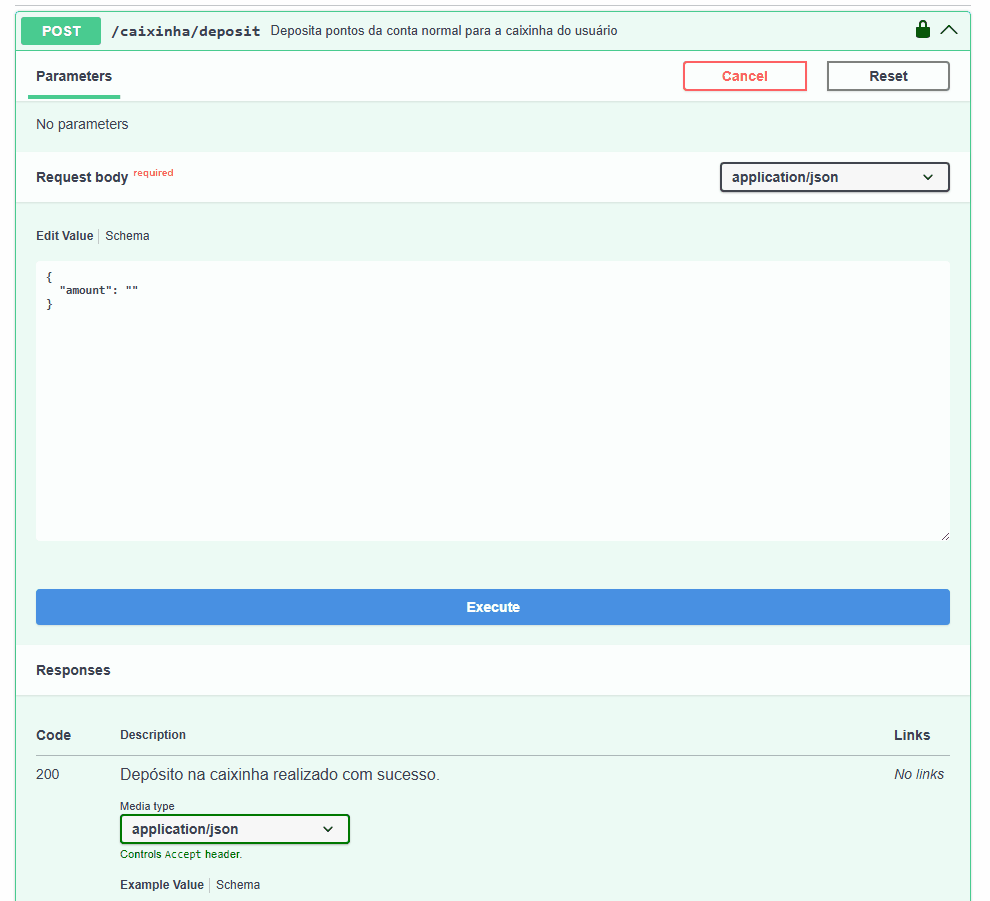 POST /caixinha/deposit Deposita pontos da conta normal para a caixinha do usuário
Parameters Cancel Reset
No parameters
Request body required application/json
Edit Value Schema
{
"amount": ""
}
Execute
Responses
Code Description Links
200 Depósito na caixinha realizado com sucesso. No links
Media type
application/json
Controls Accept header.
Example Value Schema